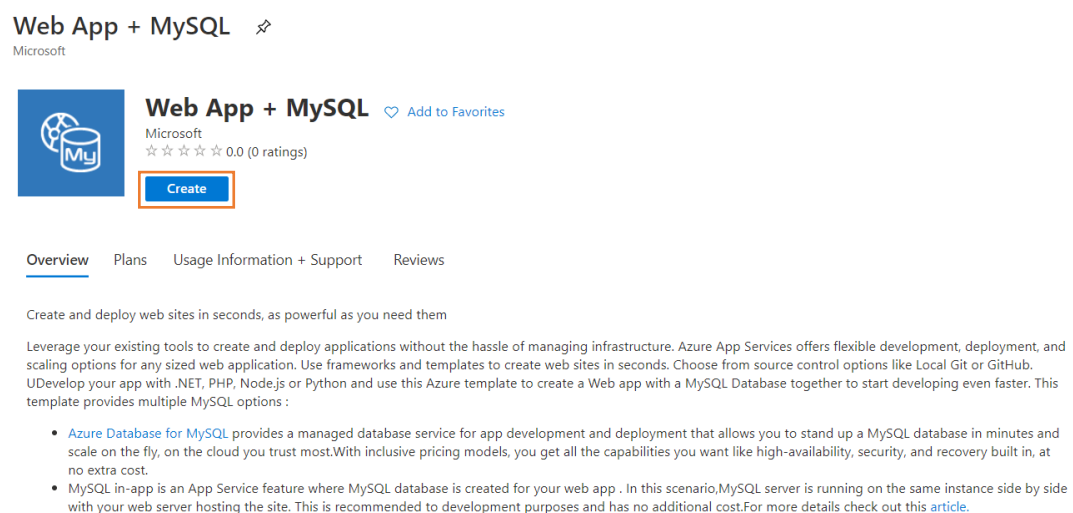 Web App + MySQL
Microsoft
My
Web App + MySQL Add to Favorites
Microsoft
0.0 (0 ratings)
Create
Overview Plans Usage Information + Support Reviews
Create and deploy web sites in seconds, as powerful as you need them
Leverage your existing tools to create and deploy applications without the hassle of managing infrastructure. Azure App Services offers flexible development, deployment, and
scaling options for any sized web application. Use frameworks and templates to create web sites in seconds. Choose from source control options like Local Git or GitHub.
UDevelop your app with .NET, PHP, Node.js or Python and use this Azure template to create a Web app with a MySQL Database together to start developing even faster. This
template provides multiple MySQL options :
• Azure Database for MySQL provides a managed database service for app development and deployment that allows you to stand up a MySQL database in minutes and
scale on the fly, on the cloud you trust most.With inclusive pricing models, you get all the capabilities you want like high-availability, security, and recovery built in, at
no extra cost.
• MySQL in-app is an App Service feature where MySQL database is created for your web app . In this scenario,MySQL server is running on the same instance side by side
with your web server hosting the site. This is recommended to development purposes and has no additional cost.For more details check out this article.